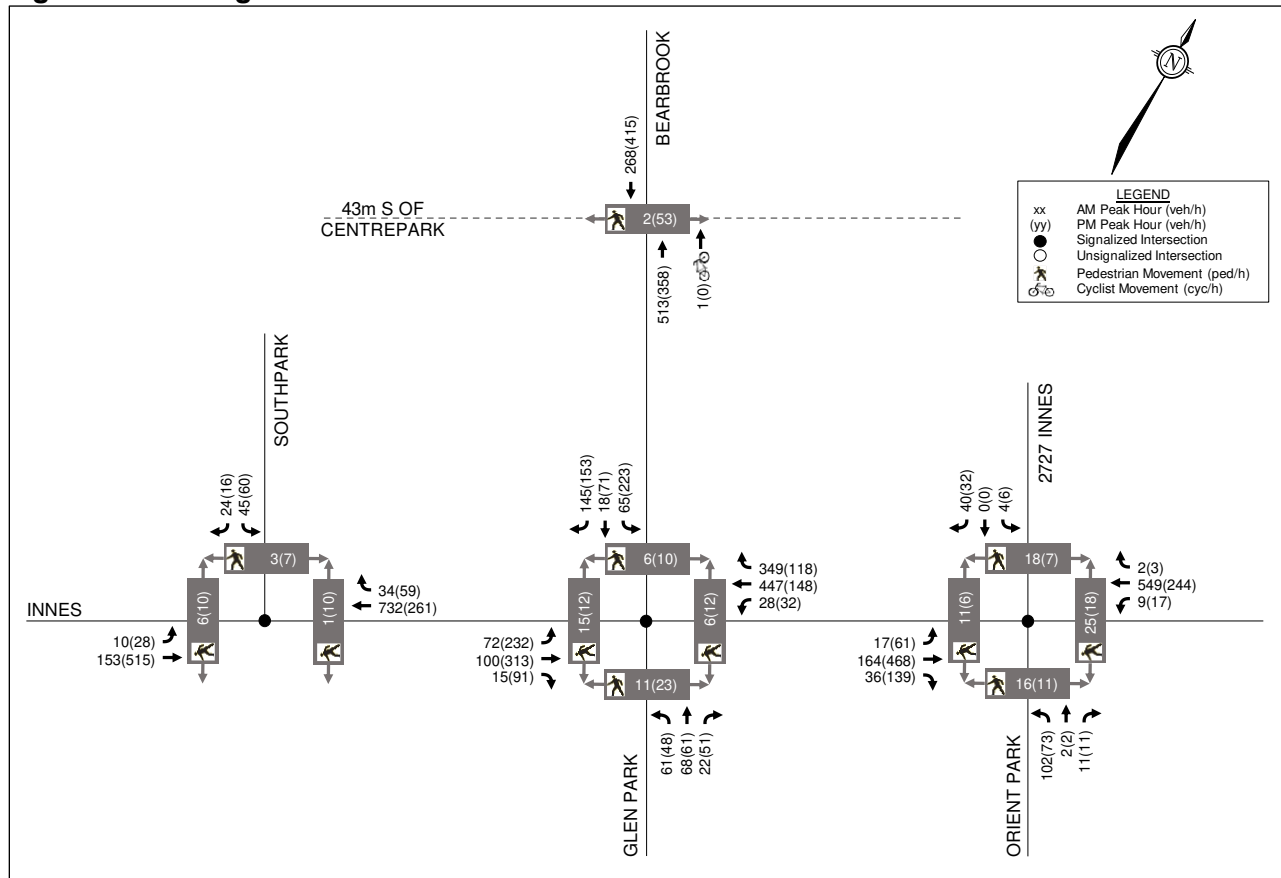 BEARBROOK
268(415)
N
LEGEND
xx AM Peak Hour (veh/h)
(yy) PM Peak Hour (veh/h)
Signalized Intersection
Unsignalized Intersection
Pedestrian Movement (ped/h)
Cyclist Movement (cyc/h)
43m S OF
CENTREPARK
2(53)
513(358)
1(0)
SOUTHPARK
24(16)
45(60)
3(7)
6(10)
1(10)
34(59)
732(261)
INNES
10(28)
153(515)
145(153)
18(71)
65(223)
6(10)
15(12)
6(12)
349(118)
447(148)
28(32)
72(232)
100(313)
15(91)
11(23)
61(48)
68(61)
22(51)
GLEN PARK
2727 INNES
40(32)
0(0)
4(6)
18(7)
11(6)
25(18)
2(3)
549(244)
9(17)
17(61)
164(468)
36(139)
16(11)
102(73)
2(2)
11(11)
ORIENT PARK